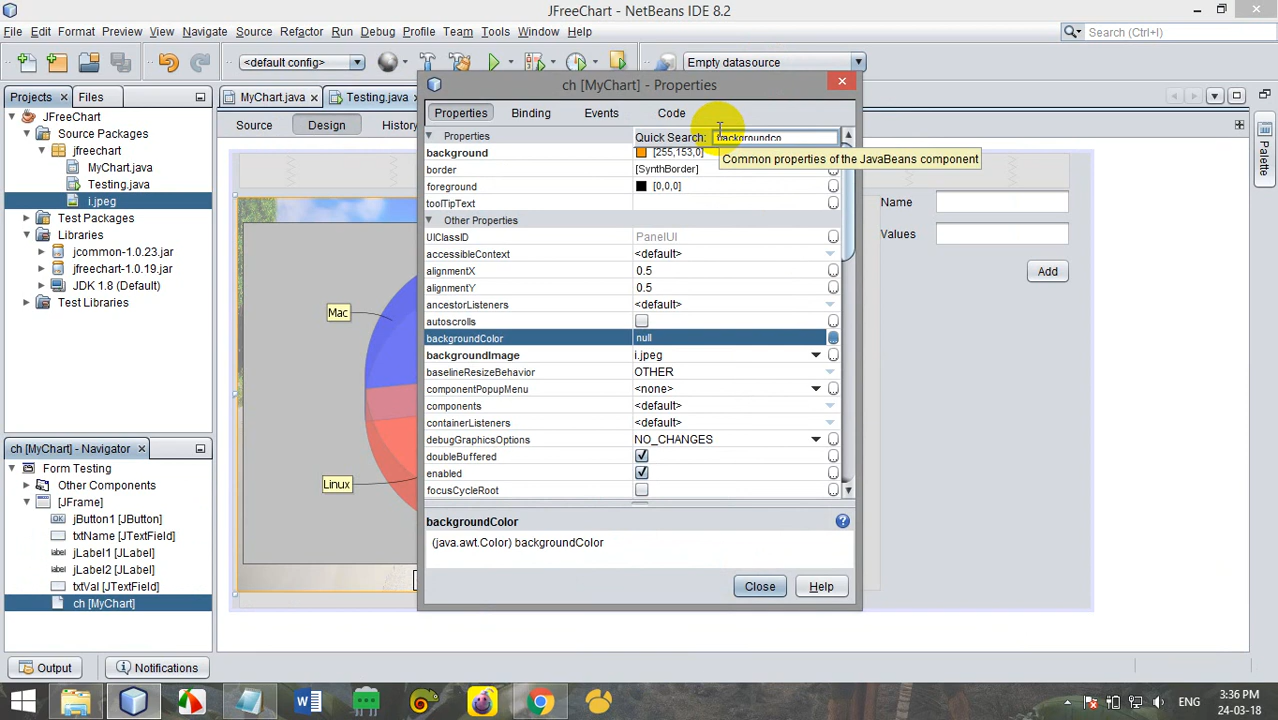 JFreeChart - NetBeans IDE 8.2
File Edit View Navigate Source Refactor Run Debug Profile Team Tools Window Help
Search (Ctrl+I)
<default config>
Empty datasource
ch [MyChart] - Properties
Projects Files
MyChart.java
Testing.java
Properties Binding Events Code
Source Design History
JFreeChart
Source Packages
jfreechart
MyChart.java
Testing.java
i.jpeg
Test Packages
Libraries
jcommon-1.0.23.jar
jfreechart-1.0.19.jar
JDK 1.8 (Default)
Test Libraries
Properties
Quick Search: backgroundco
background [255,153,0]
Common properties of the JavaBeans component
border [SynthBorder]
foreground [0,0,0]
toolTipText
Other Properties
UIClassID PanelUI
accessibleContext <default>
alignmentX 0.5
alignmentY 0.5
ancestorListeners <default>
autoscrolls
backgroundColor null
backgroundImage i.jpeg
baselineResizeBehavior OTHER
componentPopupMenu <none>
components <default>
containerListeners <default>
debugGraphicsOptions NO_CHANGES
doubleBuffered
enabled
focusCycleRoot
backgroundColor
(java.awt.Color) backgroundColor
Close Help
Name
Values
Add
Palette
Mac
Linux
ch [MyChart] - Navigator
Form Testing
Other Components
[JFrame]
jButton1 [JButton]
txtName [JTextField]
jLabel1 [JLabel]
jLabel2 [JLabel]
txtVal [JTextField]
ch [MyChart]
Output Notifications
ENG
3:36 PM
24-03-18